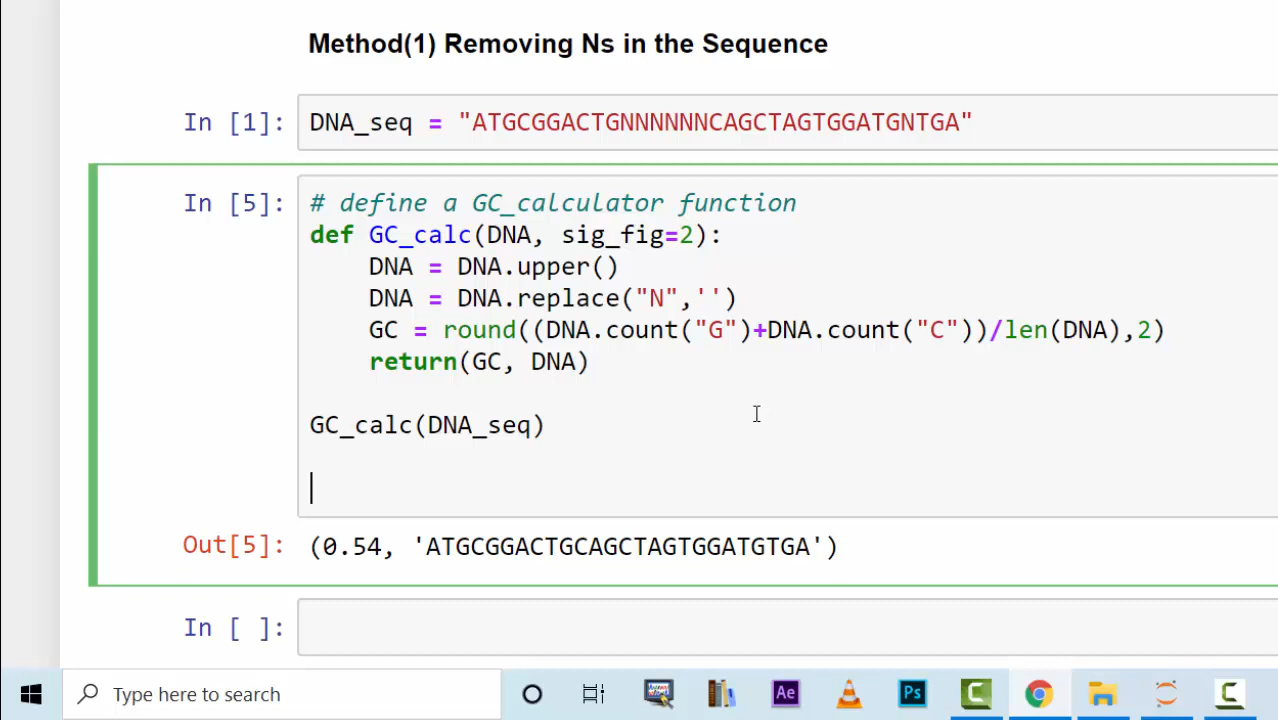 Method(1) Removing Ns in the Sequence
In [1]: DNA_seq = "ATGCGGACTGNNNNNNCAGCTAGTGGATGNTGA"
In [5]: # define a GC_calculator function
def GC_calc(DNA, sig_fig=2):
    DNA = DNA.upper()
    DNA = DNA.replace("N",'')
    GC = round((DNA.count("G")+DNA.count("C"))/len(DNA),2)
    return(GC, DNA)
GC_calc(DNA_seq)
Out[5]: (0.54, 'ATGCGGACTGCAGCTAGTGGATGTGA')
In [ ]:
Type here to search
Ae
Ps
C
C